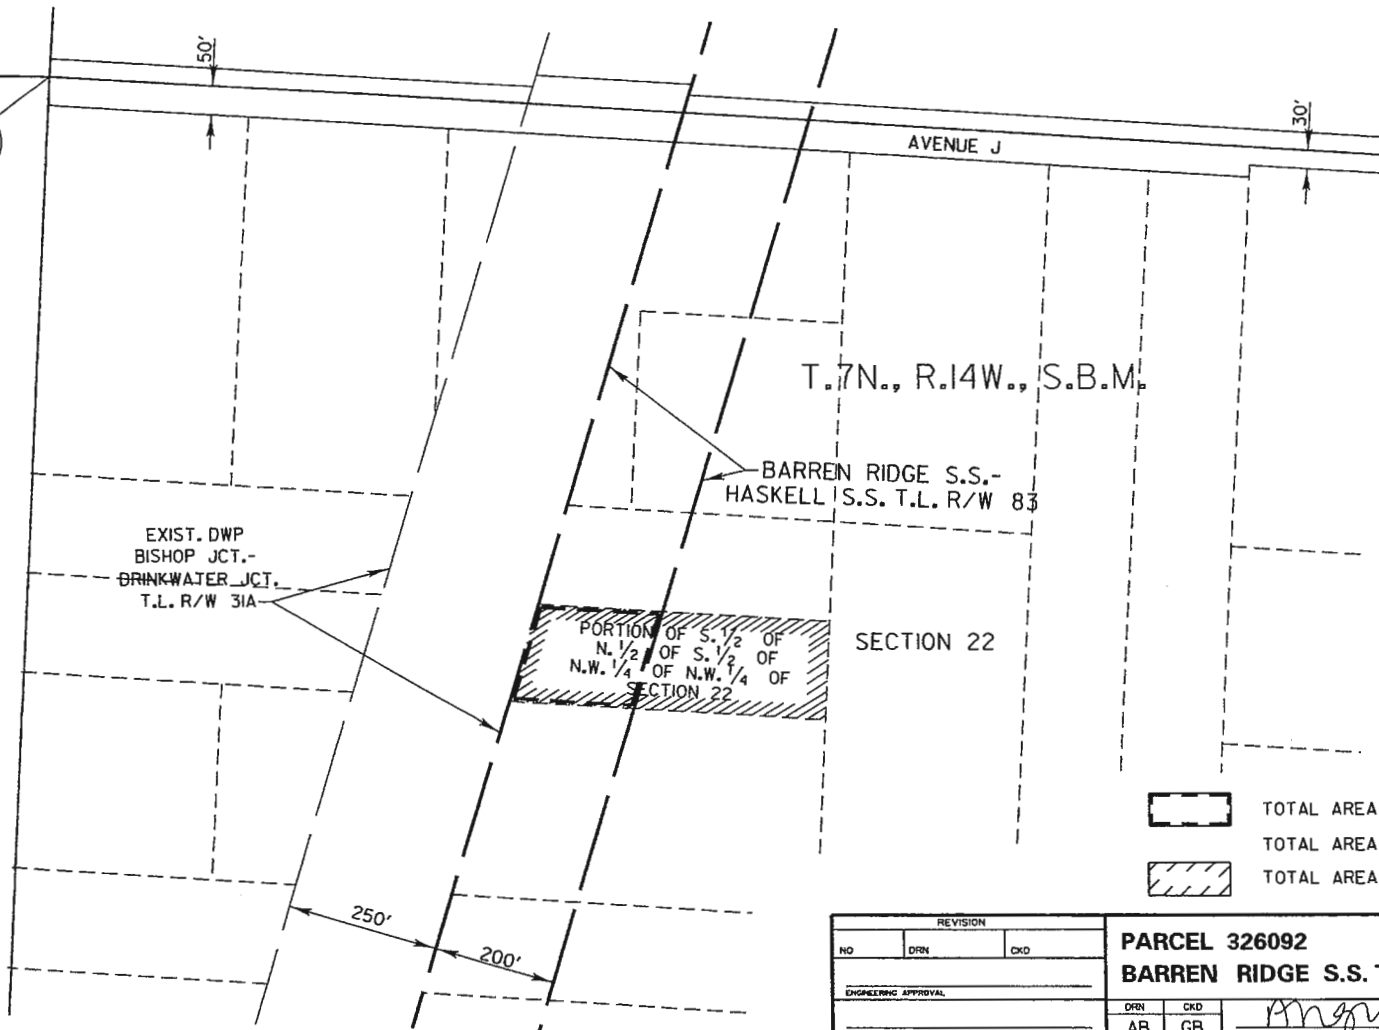 50'
30'
AVENUE J
T.7N., R.14W., S.B.M.
BARREN RIDGE S.S.-
HASKELL S.S. T.L. R/W 83
EXIST. DWP
BISHOP JCT.-
DRINKWATER JCT.
T.L. R/W 31A
PORTION OF S. 1/2 OF
N. 1/2 OF S. 1/2 OF
N.W. 1/4 OF N.W. 1/4 OF
SECTION 22
SECTION 22
TOTAL AREA
TOTAL AREA
TOTAL AREA
250'
200'
REVISION
NO DRN CKD
ENGINEERING APPROVAL
PARCEL 326092
BARREN RIDGE S.S.
DRN CKD
AB GB